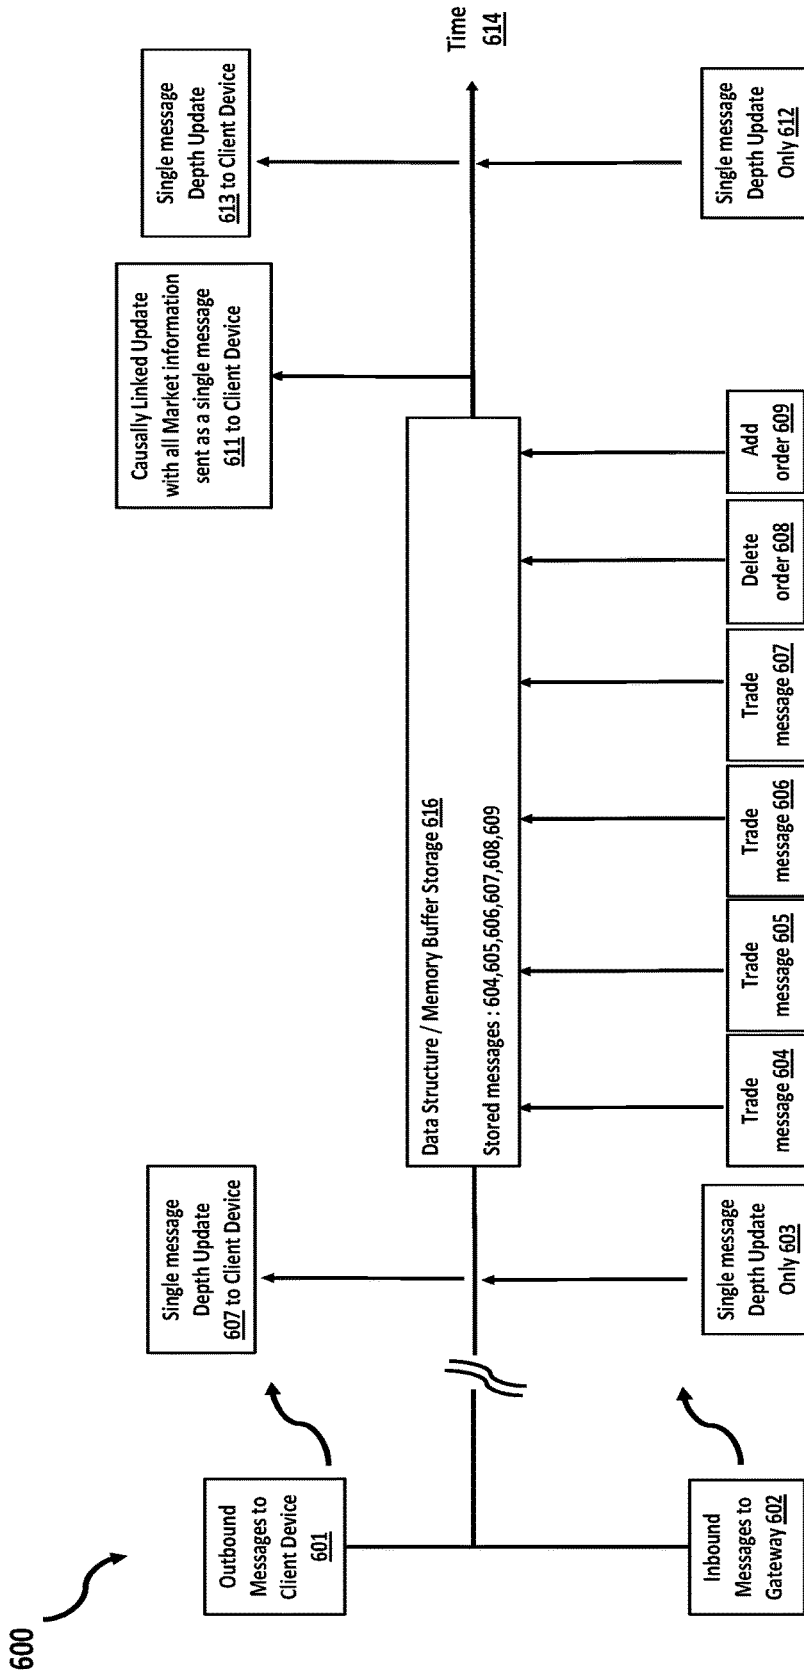 600
Outbound
Messages to
Client Device
601
Inbound
Messages to
Gateway 602
Single message
Depth Update
607 to Client Device
Single message
Depth Update
Only 603
Data Structure / Memory Buffer Storage 616
Stored messages : 604,605,606,607,608,609
Trade
message 604
Trade
message 605
Trade
message 606
Trade
message 607
Delete
order 608
Add
order 609
Causally Linked Update
with all Market information
sent as a single message
611 to Client Device
Single message
Depth Update
613 to Client Device
Single message
Depth Update
Only 612
Time
614